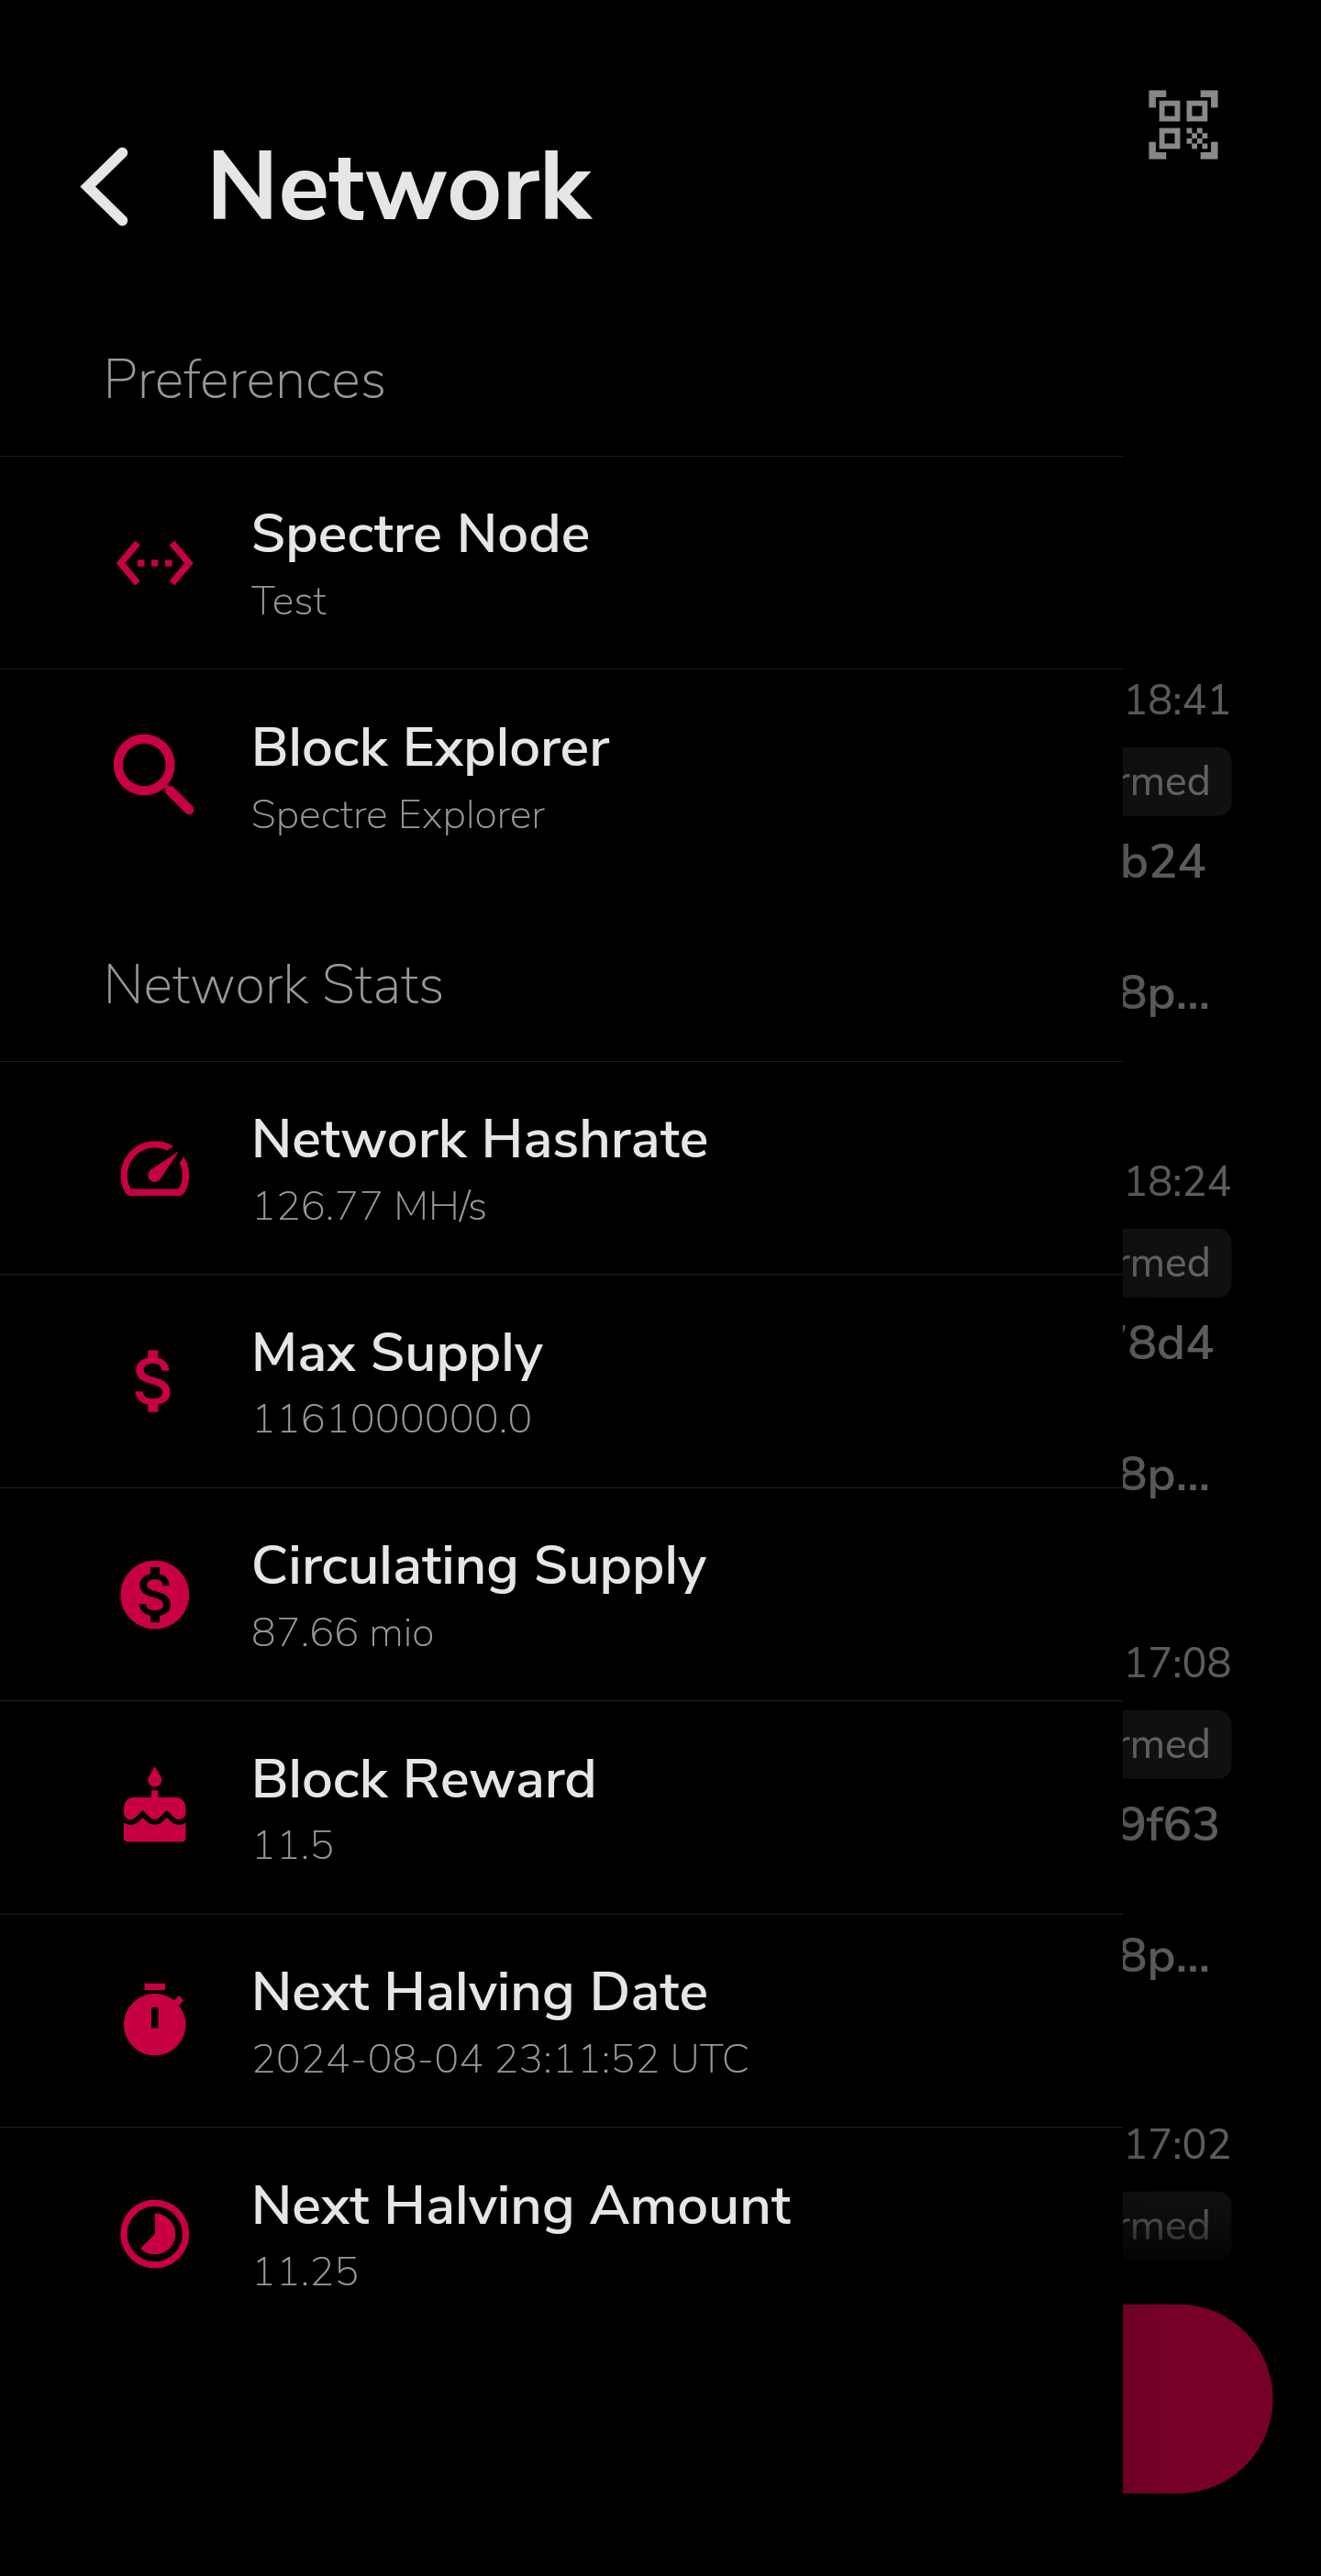 Network
Preferences
Spectre Node
Test
Block Explorer
Spectre Explorer
Network Stats
Network Hashrate
126.77 MH/s
Max Supply
1161000000.0
Circulating Supply
87.66 mio
Block Reward
11.5
Next Halving Date
2024-08-04 23:11:52 UTC
Next Halving Amount
11.25
18:41
rmed
b24
8p...
18:24
rmed
8d4
8p...
17:08
rmed
9f63
8p...
17:02
rmed